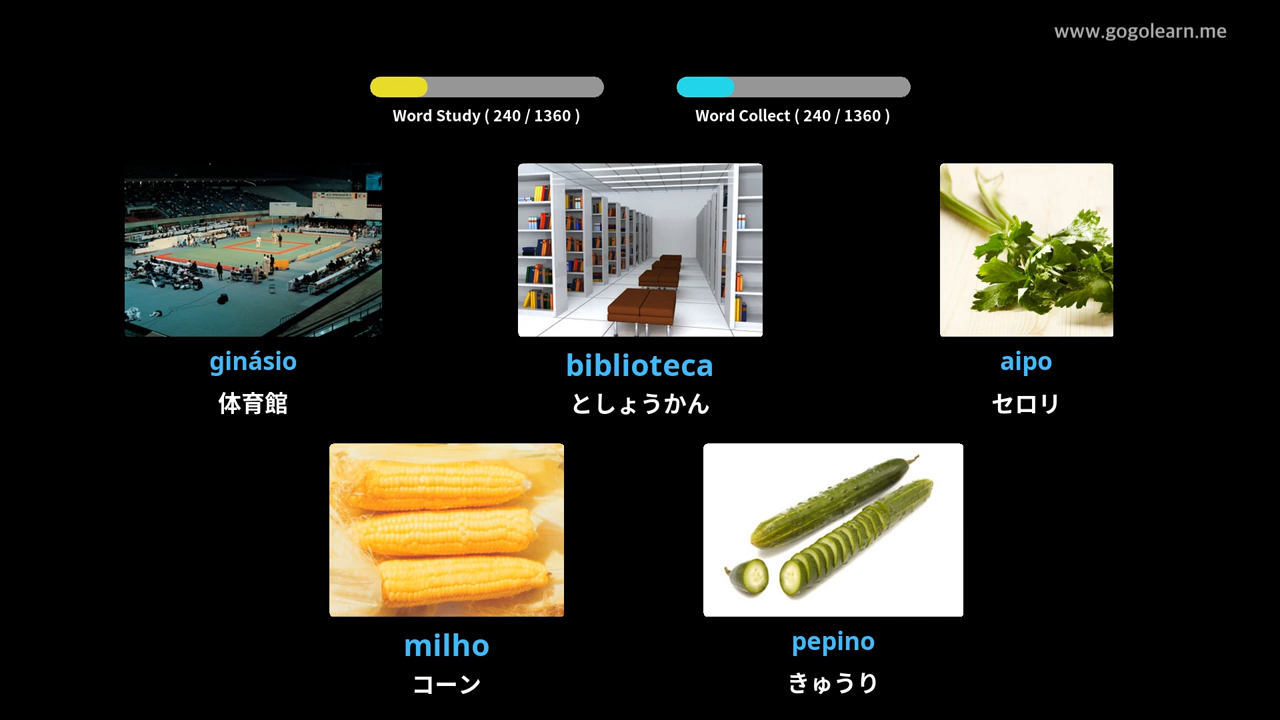 www.gogolearn.me
Word Study ( 240 / 1360 )
Word Collect ( 240 / 1360 )
ginásio
体育館
biblioteca
としょうかん
aipo
セロリ
milho
コーン
pepino
きゅうり